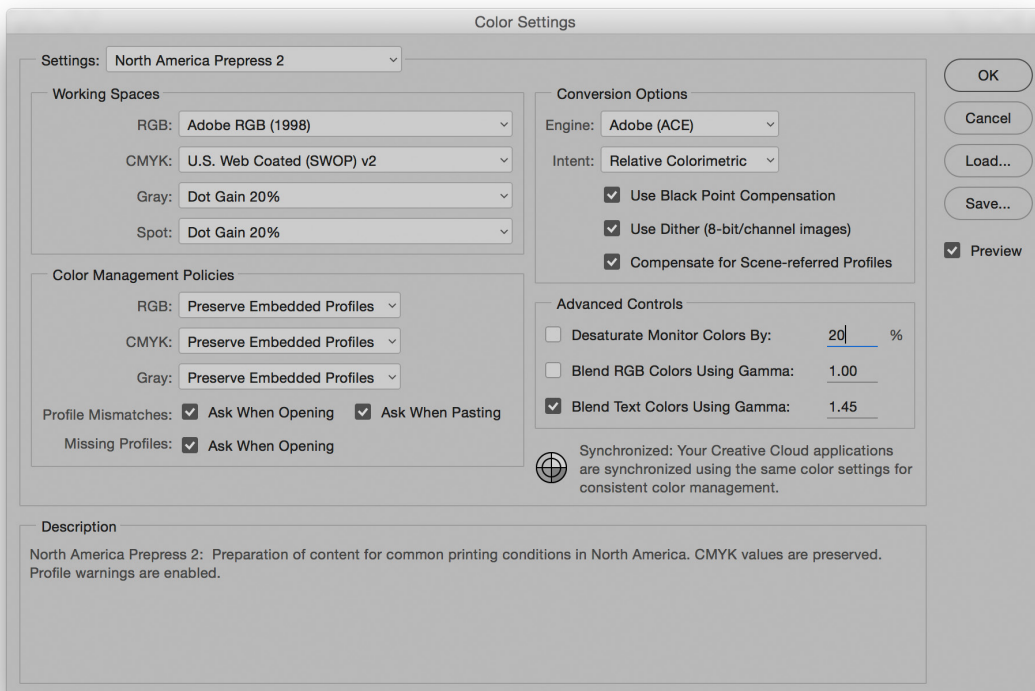 Color Settings
Settings: North America Prepress 2
Working Spaces
RGB: Adobe RGB (1998)
CMYK: U.S. Web Coated (SWOP) v2
Gray: Dot Gain 20%
Spot: Dot Gain 20%
Color Management Policies
RGB: Preserve Embedded Profiles
CMYK: Preserve Embedded Profiles
Gray: Preserve Embedded Profiles
Profile Mismatches: Ask When Opening Ask When Pasting
Missing Profiles: Ask When Opening
Conversion Options
Engine: Adobe (ACE)
Intent: Relative Colorimetric
Use Black Point Compensation
Use Dither (8-bit/channel images)
Compensate for Scene-referred Profiles
Advanced Controls
Desaturate Monitor Colors By: 20 %
Blend RGB Colors Using Gamma: 1.00
Blend Text Colors Using Gamma: 1.45
Synchronized: Your Creative Cloud applications
are synchronized using the same color settings for
consistent color management.
OK
Cancel
Load...
Save...
Preview
Description
North America Prepress 2: Preparation of content for common printing conditions in North America. CMYK values are preserved.
Profile warnings are enabled.